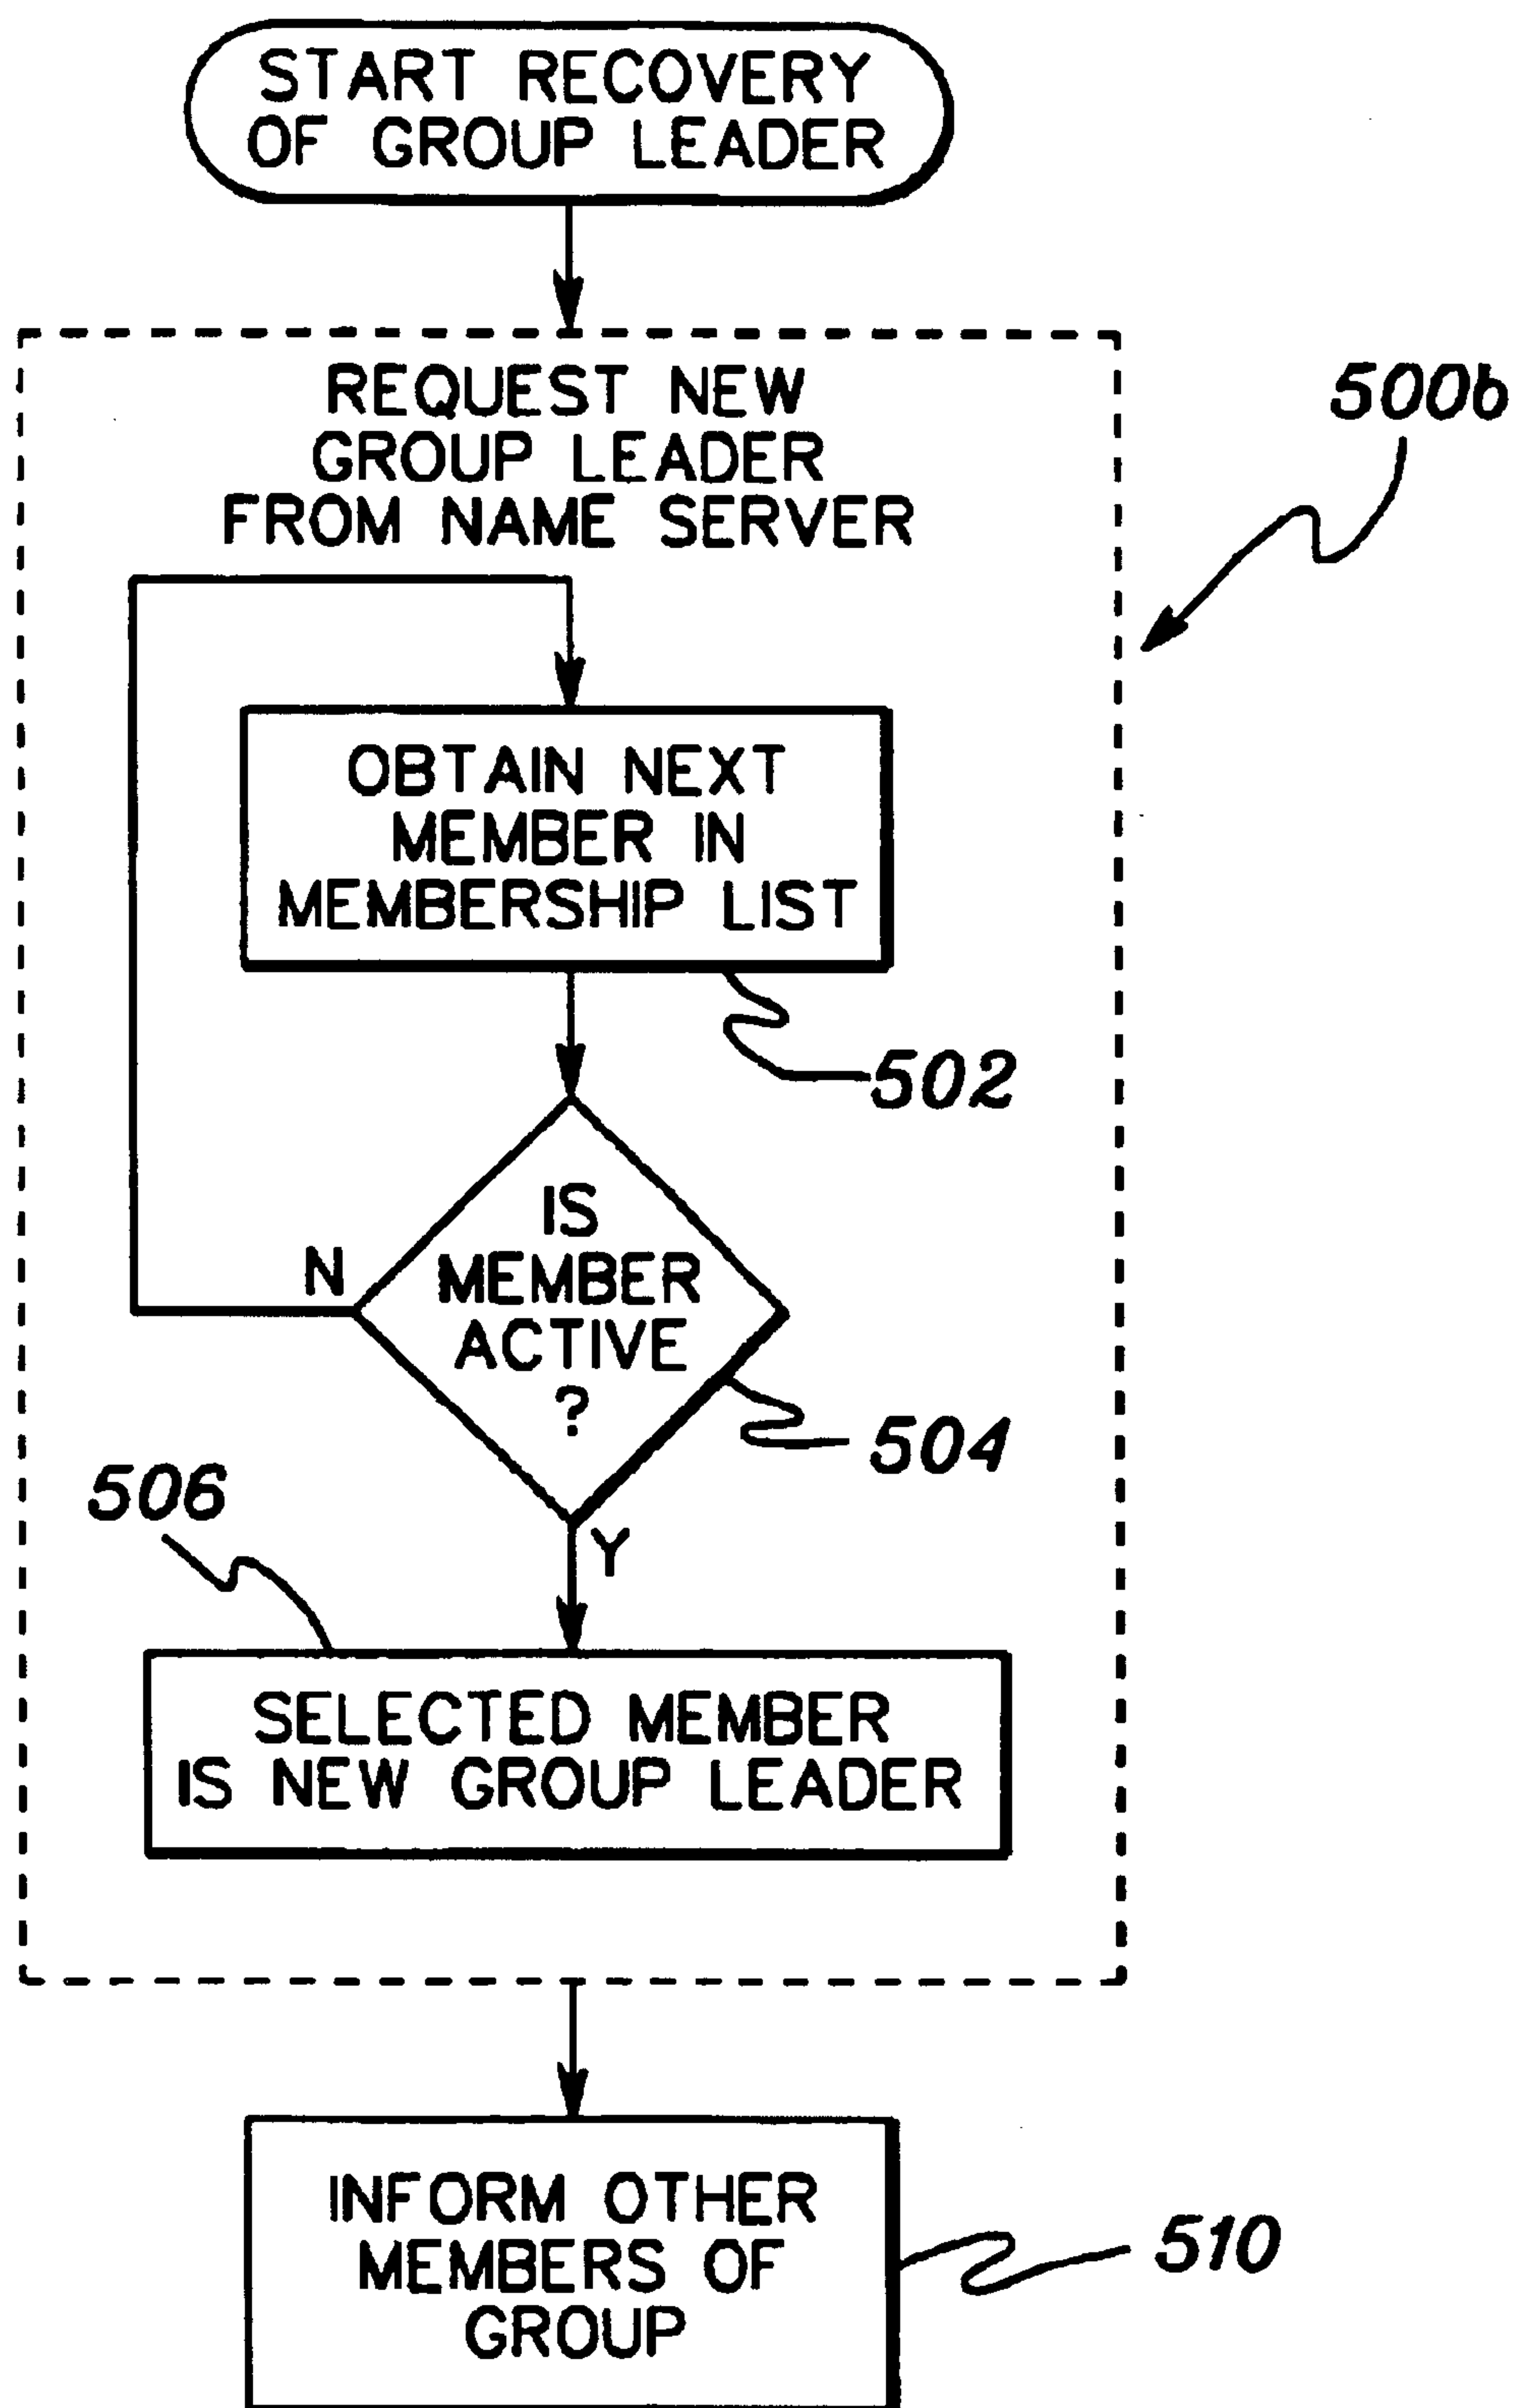 START RECOVERY
OF GROUP LEADER
REQUEST NEW
GROUP LEADER
FROM NAME SERVER
500b
OBTAIN NEXT
MEMBER IN
MEMBERSHIP LIST
502
IS
MEMBER
ACTIVE
?
N
504
506
Y
SELECTED MEMBER
IS NEW GROUP LEADER
INFORM OTHER
MEMBERS OF
GROUP
510